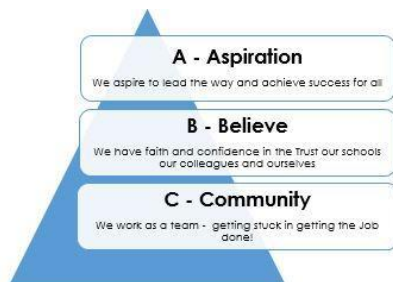 A - Aspiration
We aspire to lead the way and achieve success for all
B - Believe
We have faith and confidence in the Trust our schools
our colleagues and ourselves
C - Community
We work as a team - getting stuck in getting the Job
done!